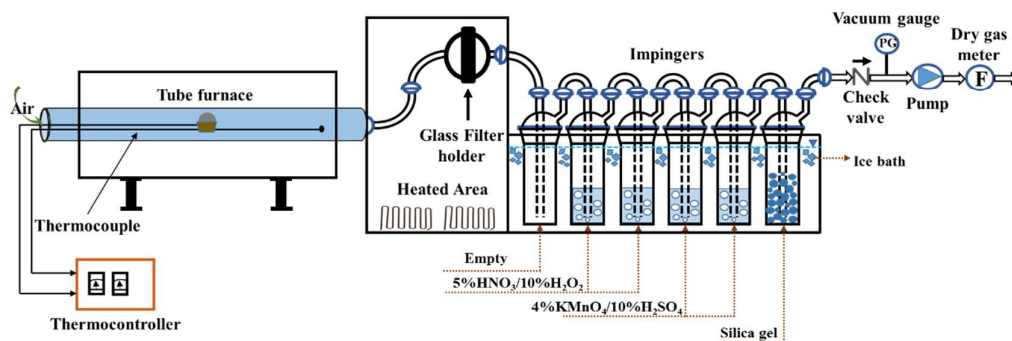 Air
Tube furnace
Thermocouple
Thermocontroller
Glass Filter
holder
Heated Area
Impingers
Vacuum gauge
PG
Dry gas
meter
F
Check
valve
Pump
Ice bath
Empty
5%HNO₃/10%H₂O₂
4%KMnO₄/10%H₂SO₄
Silica gel